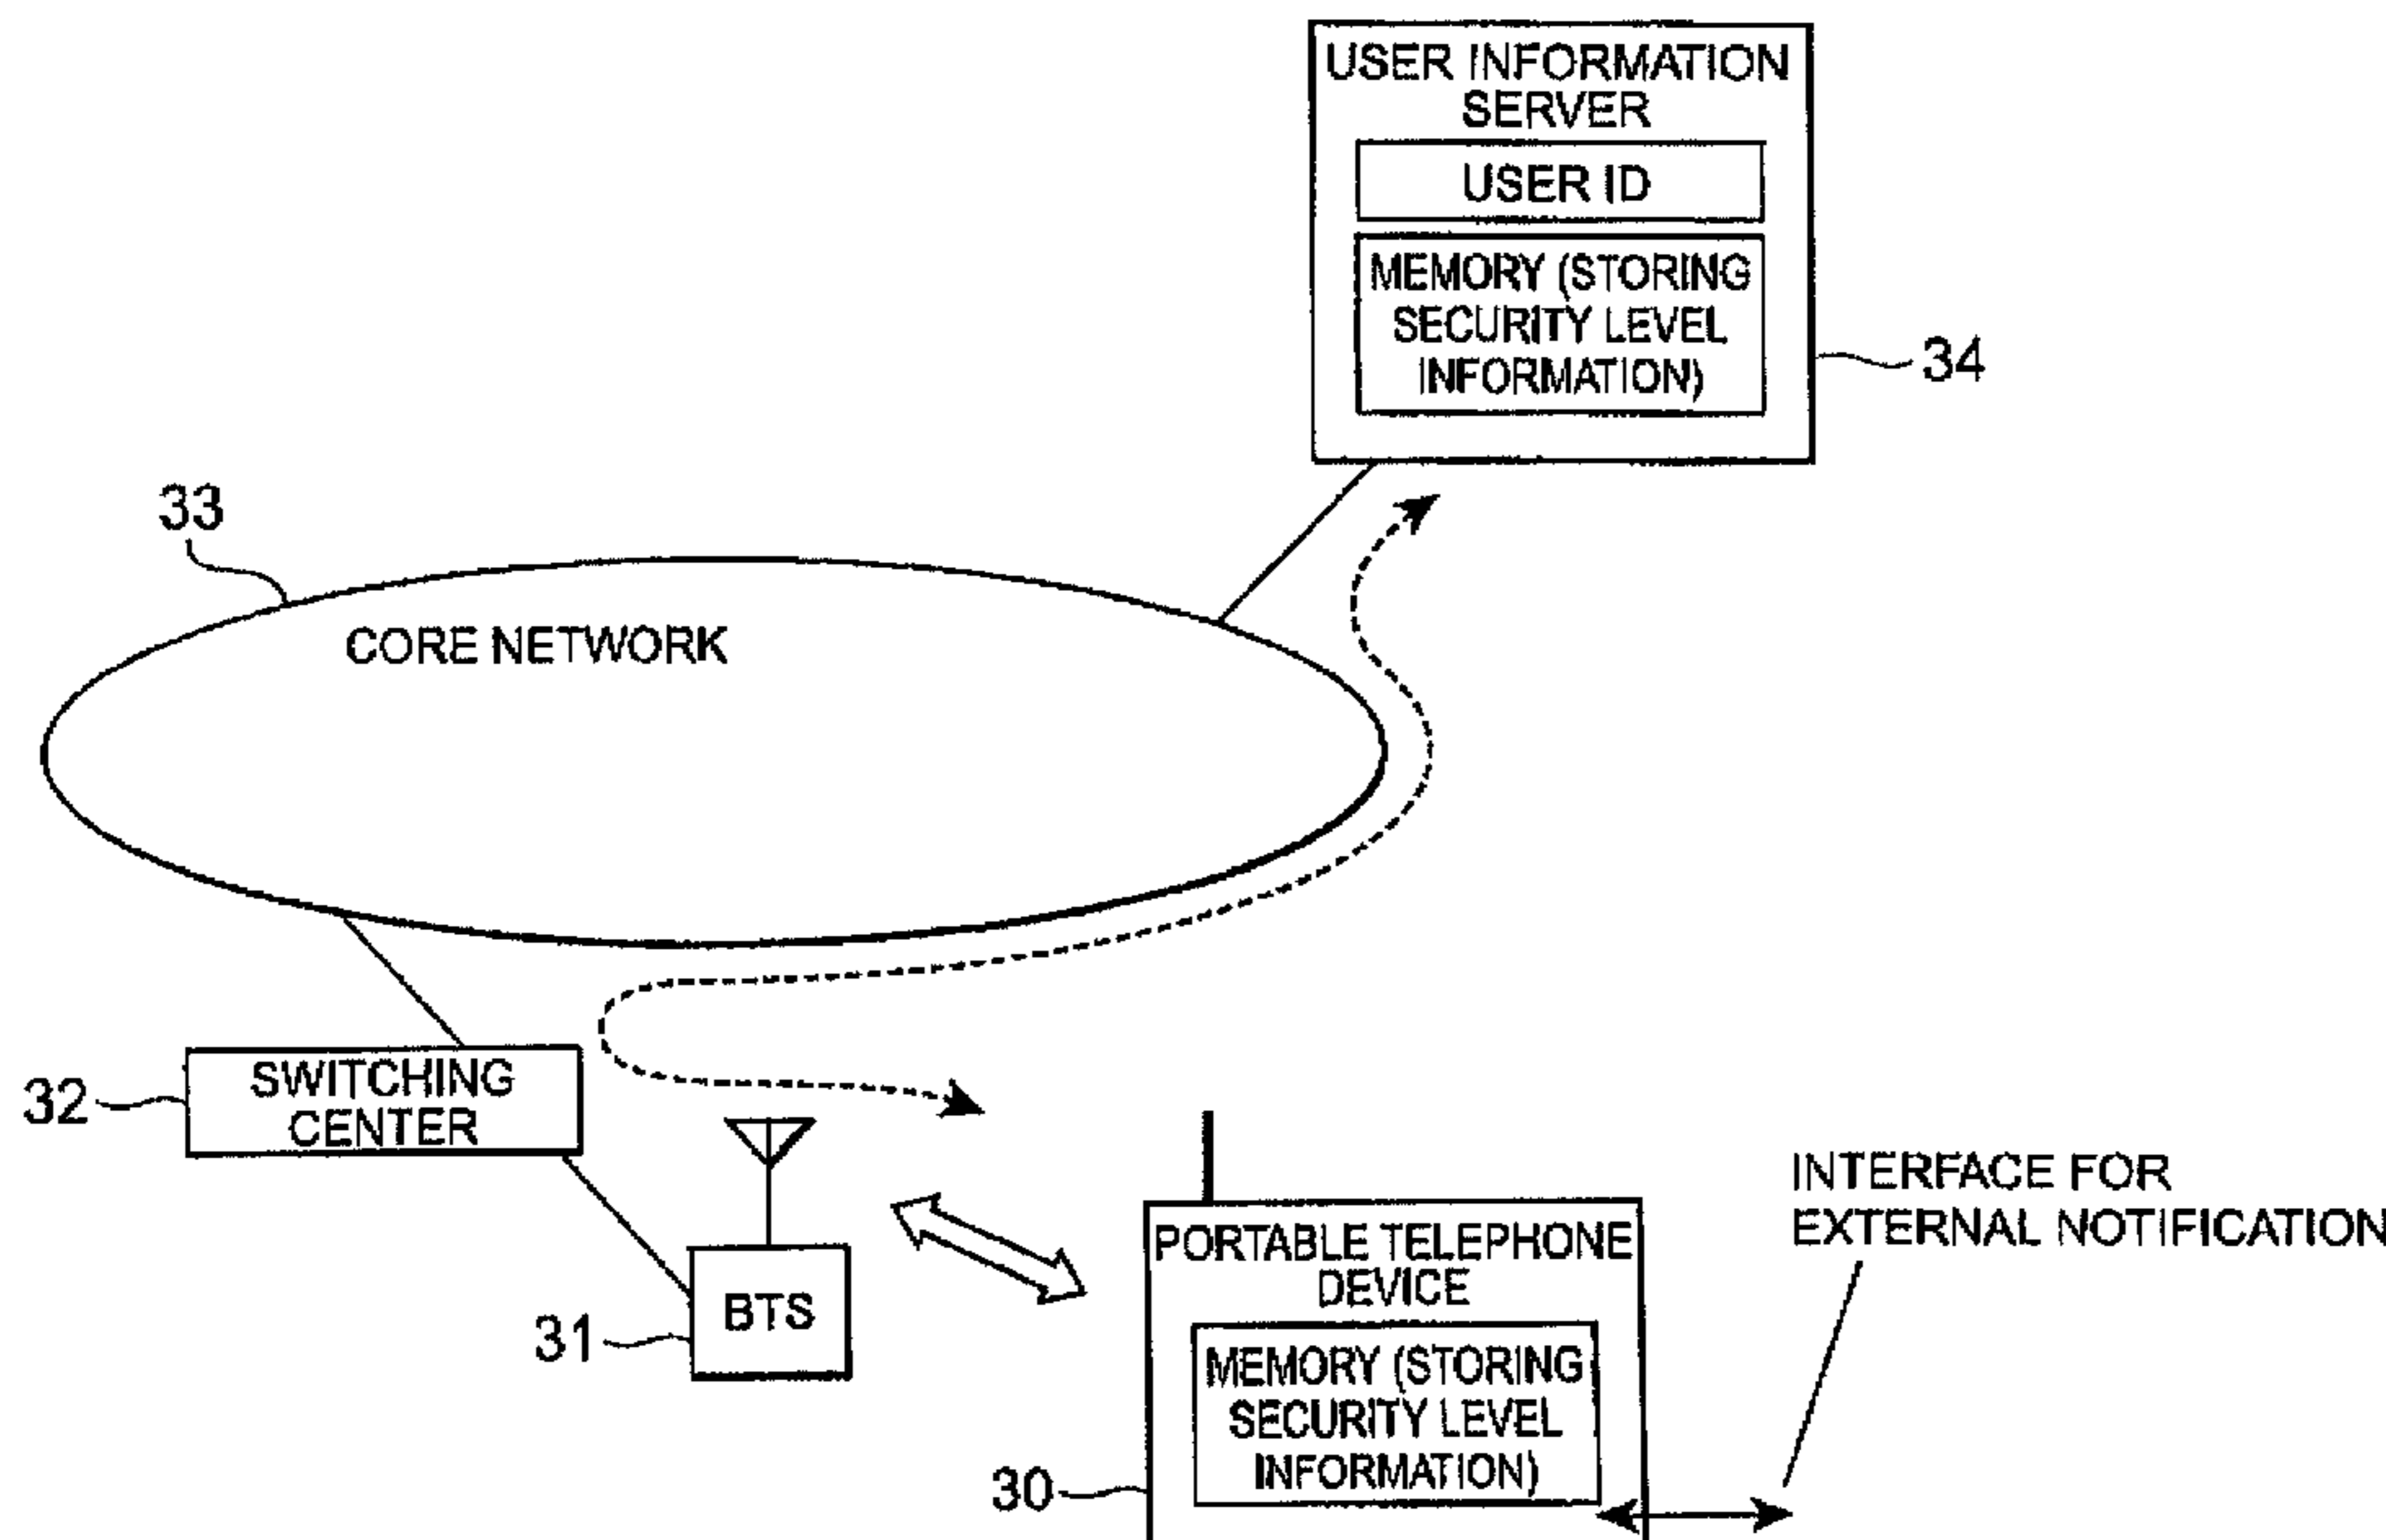 USER INFORMATION
SERVER
USER ID
MEMORY (STORING
SECURITY LEVEL
INFORMATION)
34
33
CORE NETWORK
32
SWITCHING
CENTER
INTERFACE FOR
EXTERNAL NOTIFICATION
PORTABLE TELEPHONE
DEVICE
BTS
31
MEMORY (STORING
SECURITY LEVEL
INFORMATION)
30